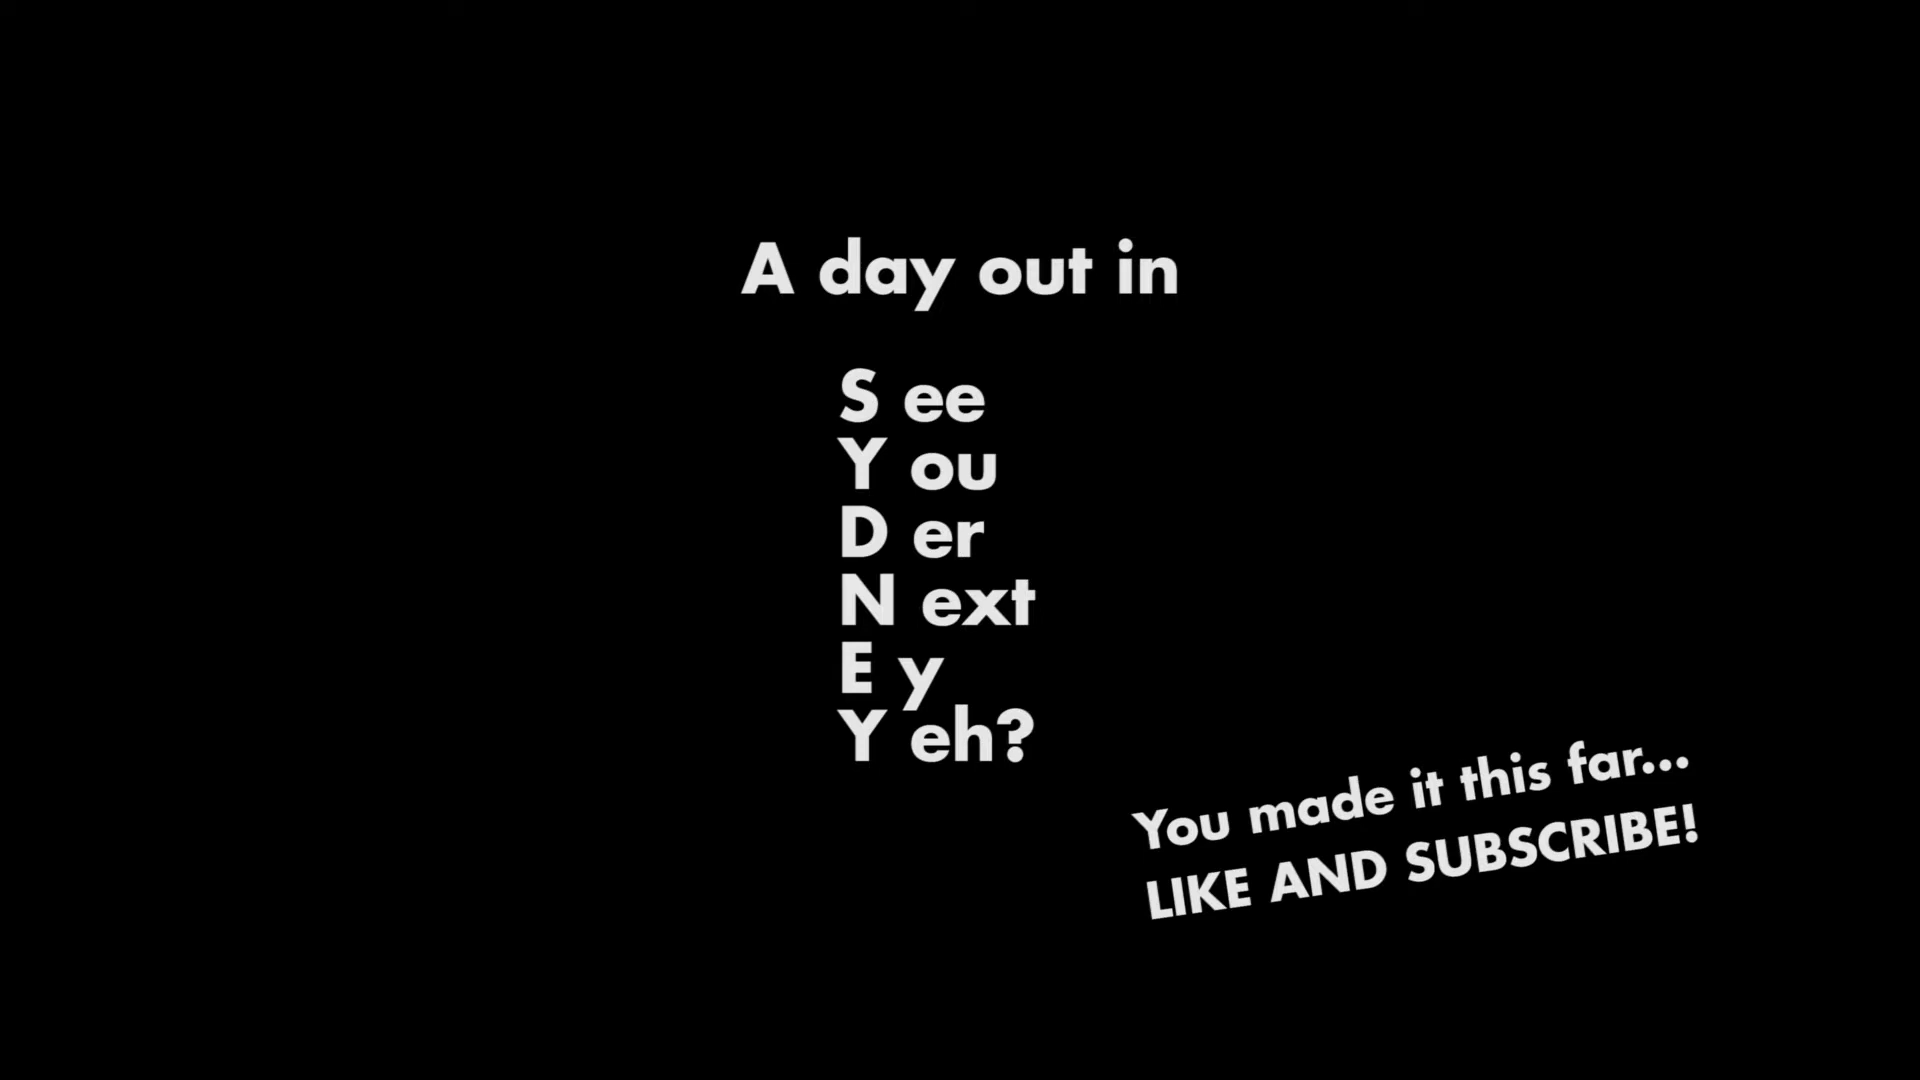 A day out in
S ee
Y ou
D er
N ext
E y
Y eh?
You made it this far...
LIKE AND SUBSCRIBE!